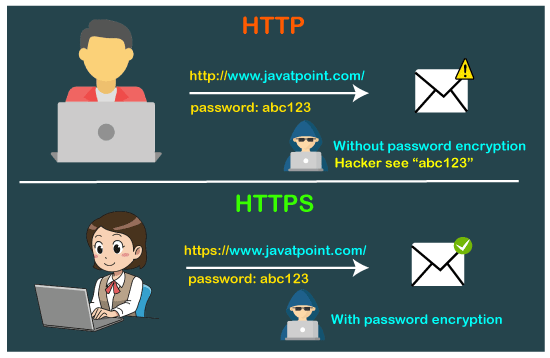 HTTP
http://www.javatpoint.com/
password: abc123
Without password encryption
Hacker see “abc123”
HTTPS
https://www.javatpoint.com/
password: abc123
With password encryption